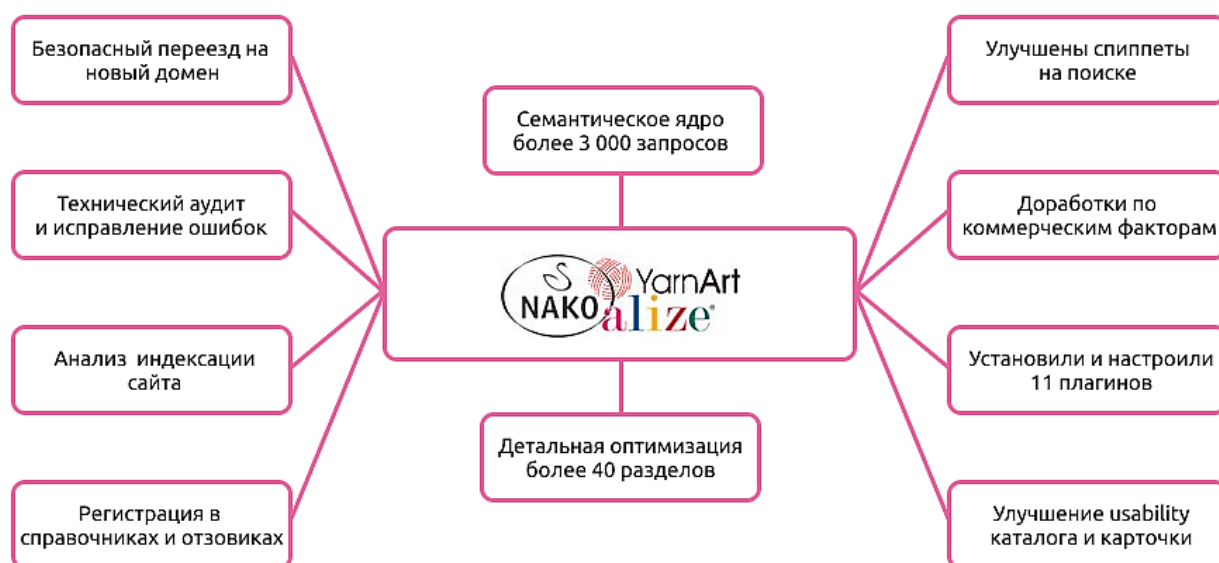 Безопасный переезд на
новый домен
Технический аудит
и исправление ошибок
Анализ индексации
сайта
Регистрация в
справочниках и отзовиках
Семантическое ядро
более 3 000 запросов
NAKO
YarnArt
alize®
Детальная оптимизация
более 40 разделов
Улучшены спиппеты
на поиске
Доработки по
коммерческим факторам
Установили и настроили
11 плагинов
Улучшение usability
каталога и карточки